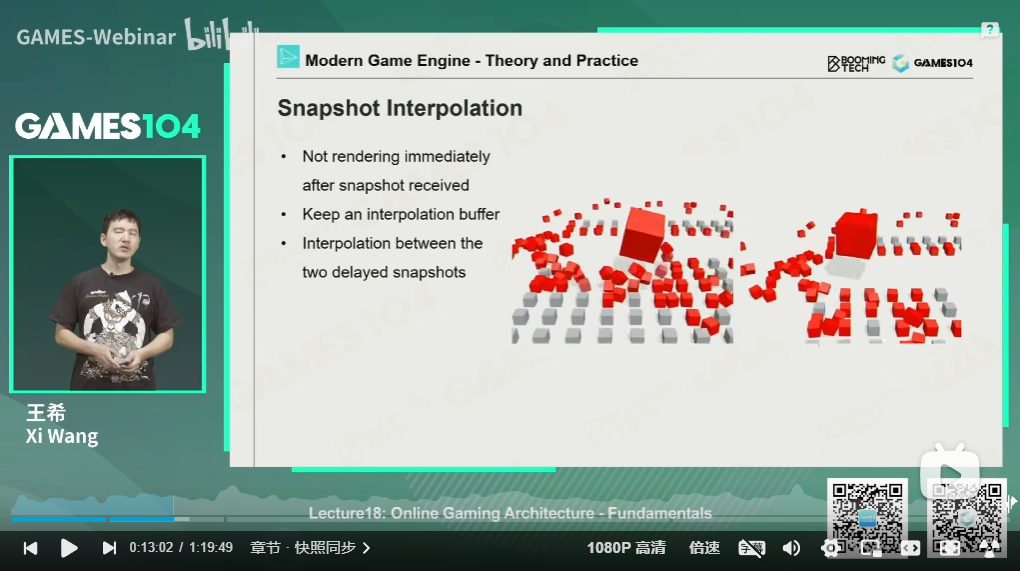 GAMES-Webinar bilibili
Modern Game Engine - Theory and Practice
BOOMING TECH
GAMES104
GAMES104
Snapshot Interpolation
• Not rendering immediately
after snapshot received
• Keep an interpolation buffer
• Interpolation between the
two delayed snapshots
王希
Xi Wang
Lecture18: Online Gaming Architecture - Fundamentals
0:13:02 / 1:19:49
章节 · 快照同步
1080P 高清
倍速
字幕